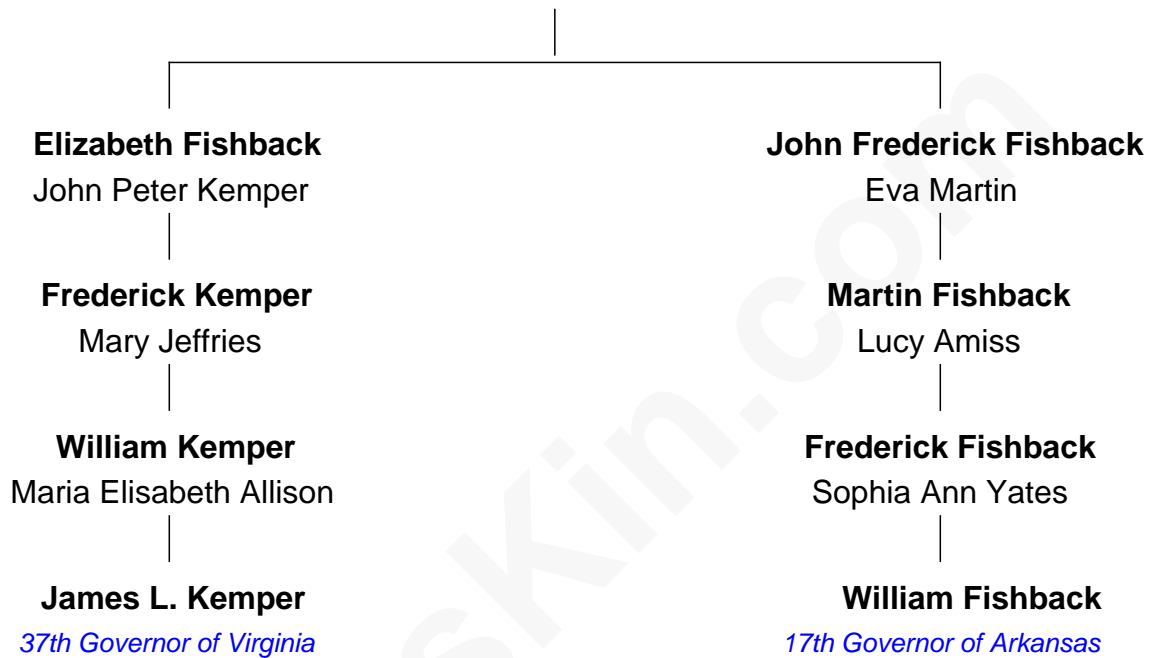 Elizabeth Fishback
John Peter Kemper
Frederick Kemper
Mary Jeffries
William Kemper
Maria Elisabeth Allison
James L. Kemper
37th Governor of Virginia
John Frederick Fishback
Eva Martin
Martin Fishback
Lucy Amiss
Frederick Fishback
Sophia Ann Yates
William Fishback
17th Governor of Arkansas
sKin.com